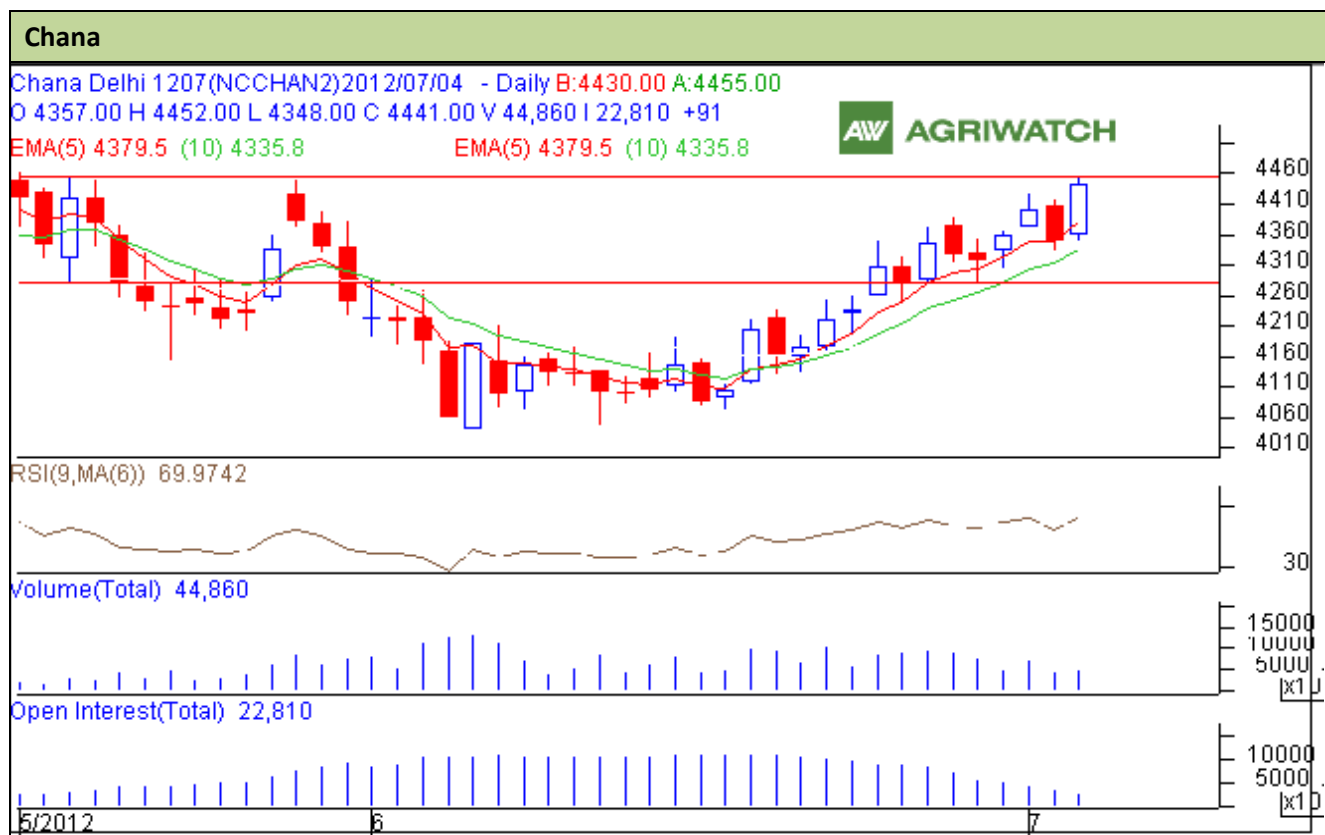 Chana
Chana Delhi 1207(NCCHAN2)2012/07/04 - Daily B:4430.00 A:4455.00
O 4357.00 H 4452.00 L 4348.00 C 4441.00 V 44,860 I 22,810 +91
EMA(5) 4379.5 (10) 4335.8 EMA(5) 4379.5 (10) 4335.8
AW AGRIWATCH
4460
4410
4360
4310
4260
4210
4160
4110
4060
4010
RSI(9,MA(6)) 69.9742
30
Volume(Total) 44,860
15000
10000
5000
Open Interest(Total) 22,810
10000
5000
5/2012 6 7